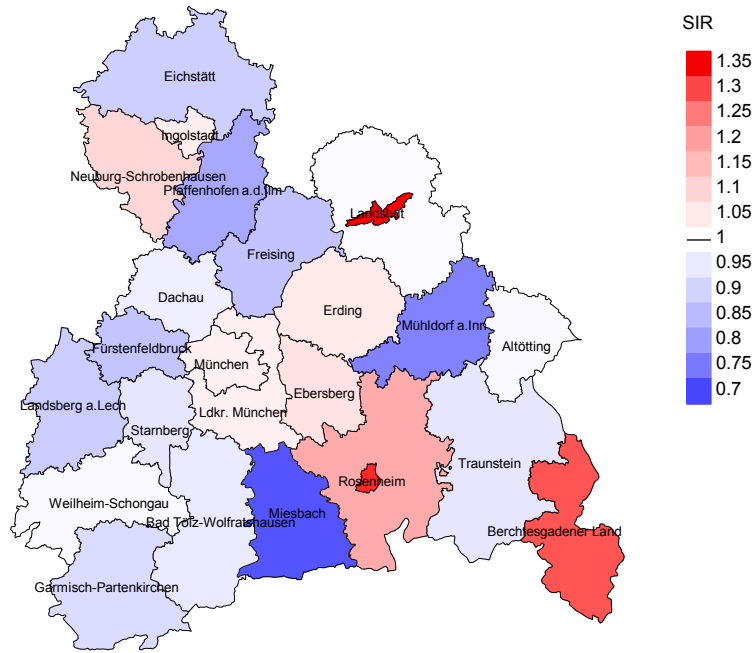 SIR
1.35
1.3
1.25
1.2
1.15
1.1
1.05
1
0.95
0.9
0.85
0.8
0.75
0.7
Eichstätt
Ingolstadt
Neuburg-Schrobenhausen
Pfaffenhofen a.d.Ilm
Landshut
Freising
Dachau
Erding
Mühldorf a.Inn
Altötting
Fürstenfeldbruck
München
Ebersberg
Landsberg a.Lech
Ldkr. München
Starnberg
Traunstein
Rosenheim
Weilheim-Schongau
Miesbach
Bad Tölz-Wolfratshausen
Berchtesgadener Land
Garmisch-Partenkirchen